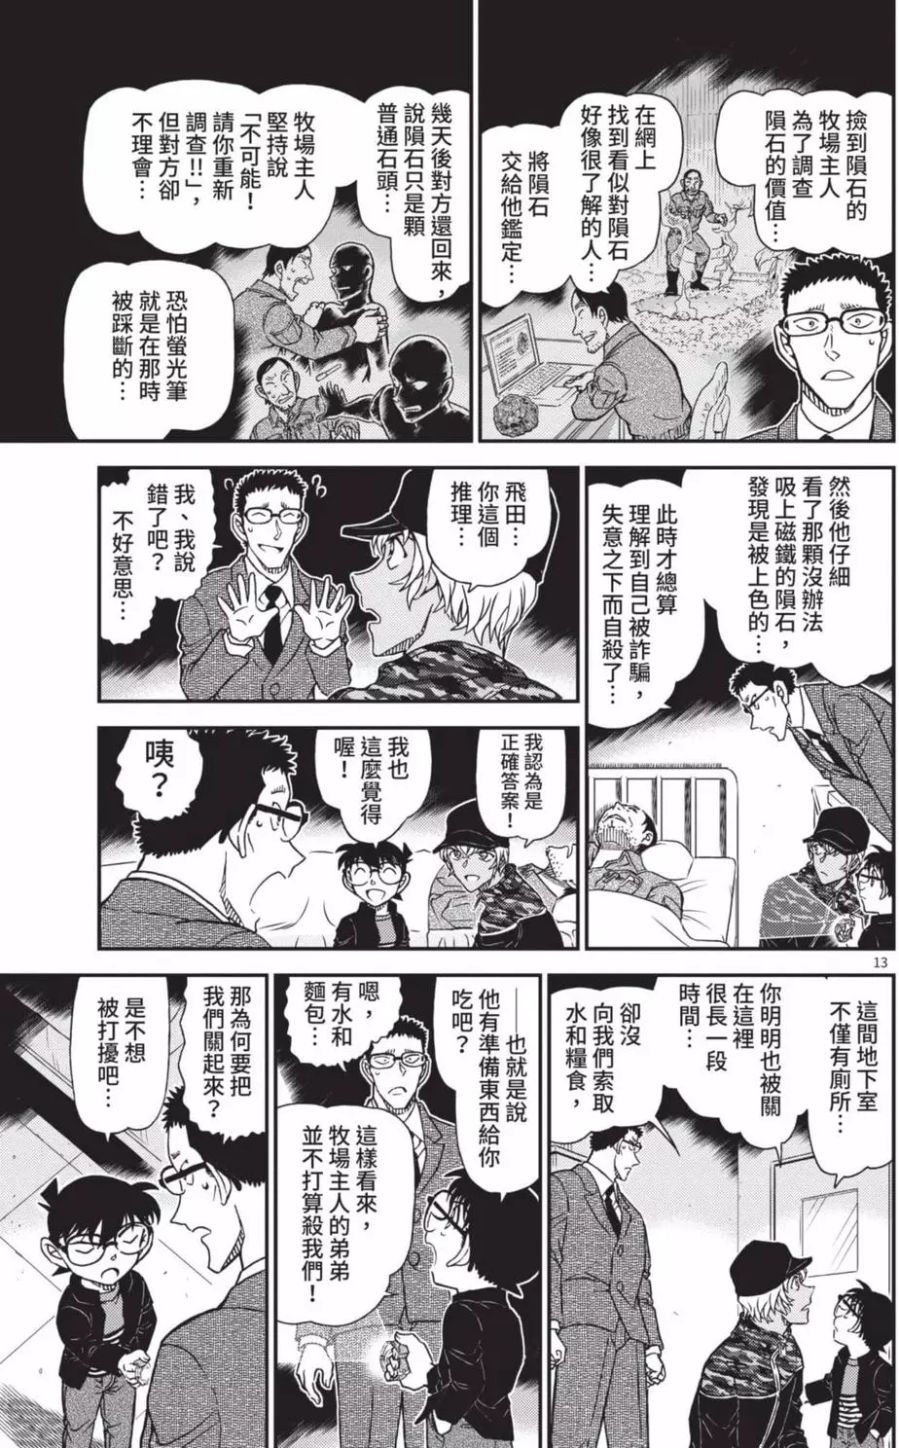 撿到隕石的
牧場主人
為了調查
隕石的價值…
在網上
找到看似對隕石
好像很了解的人…
將隕石
交給他鑑定…
幾天後對方還回來，
說隕石只是顆
普通石頭…
牧場主人
堅持說
「不可能！
請你重新
調查!!」，
但對方卻
不理會…
恐怕螢光筆
就是在那時
被踩斷的…
然後他仔細
看了那顆沒辦法
吸上磁鐵的隕石，
發現是被上色的…
此時才總算
理解到自己被詐騙，
失意之下而自殺了…
飛田…
你這個
推理…
我、我說
錯了吧？
不好意思…
我認為是
正確答案！
我也
這麼覺得
喔！
咦？
13
這間地下室
不僅有廁所…
你明明也被關
在這裡
很長一段
時間…
卻沒
向我們索取
水和糧食，
──也就是說
他有準備東西給你
吃吧？
嗯，
有水和
麵包…
這樣看來，
牧場主人的弟弟
並不打算殺我們！
那為何要把
我們關起來？
是不想
被打擾吧…